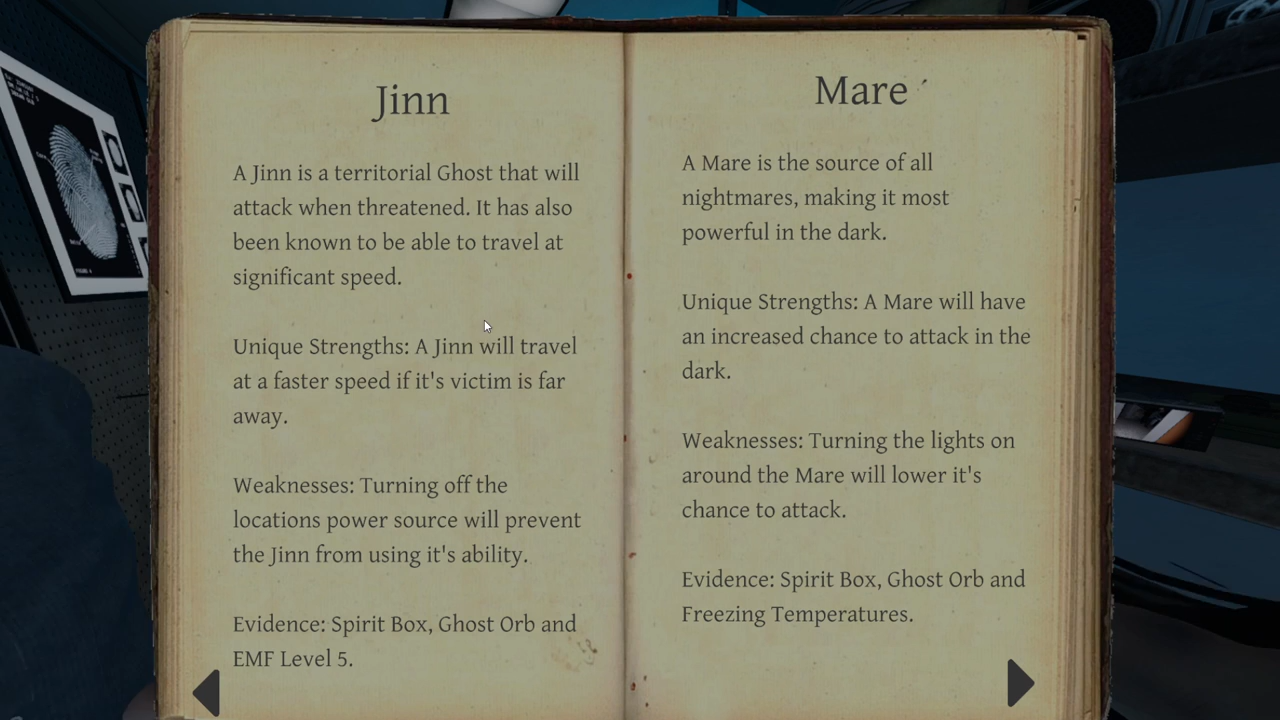 Jinn
A Jinn is a territorial Ghost that will
attack when threatened. It has also
been known to be able to travel at
significant speed.
Unique Strengths: A Jinn will travel
at a faster speed if it's victim is far
away.
Weaknesses: Turning off the
locations power source will prevent
the Jinn from using it's ability.
Evidence: Spirit Box, Ghost Orb and
EMF Level 5.
Mare
A Mare is the source of all
nightmares, making it most
powerful in the dark.
Unique Strengths: A Mare will have
an increased chance to attack in the
dark.
Weaknesses: Turning the lights on
around the Mare will lower it's
chance to attack.
Evidence: Spirit Box, Ghost Orb and
Freezing Temperatures.